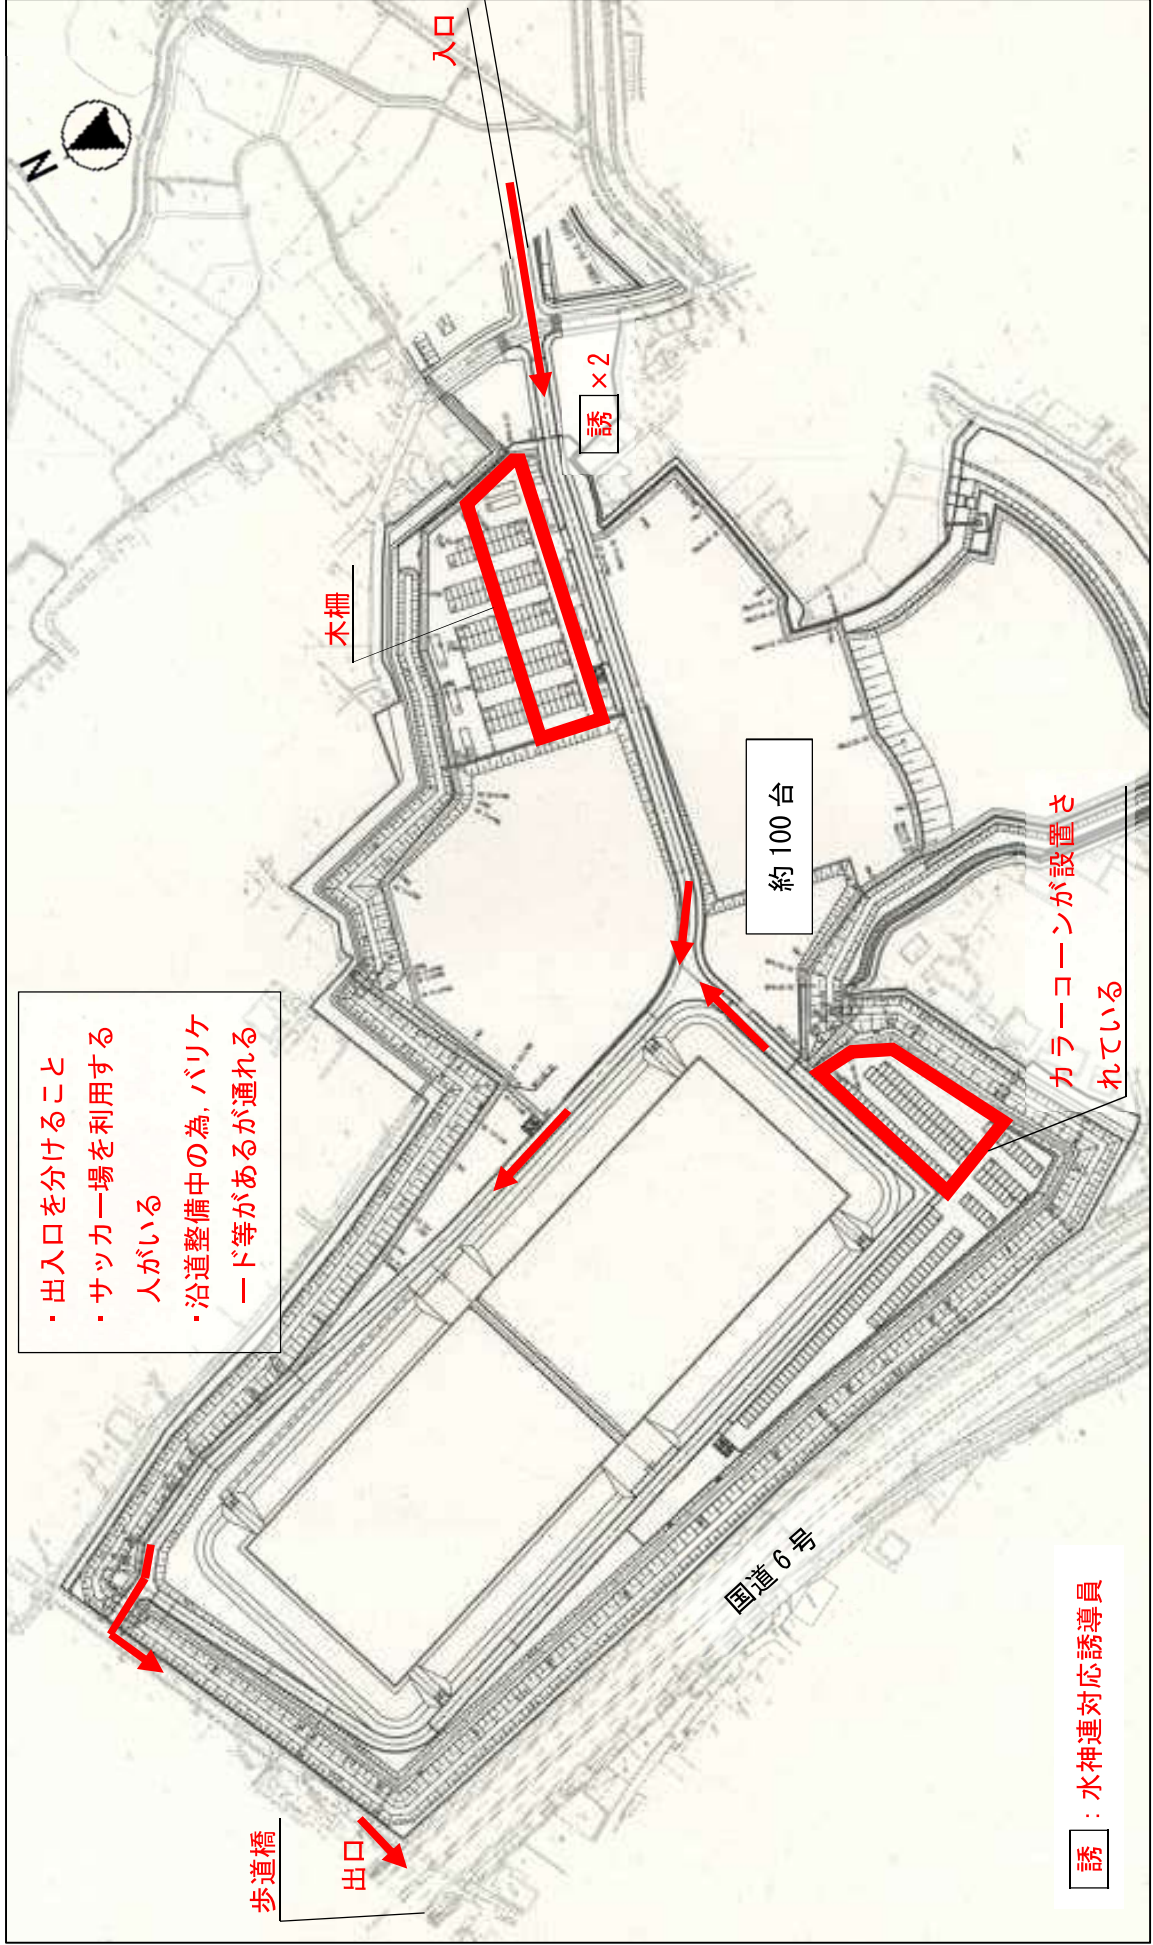 ・出入口を分けること
・サッカー場を利用する
人がいる
・沿道整備中の為,バリケ
ード等があるが通れる
N
入口
木柵
誘 ×2
約100台
カラーコーンが設置さ
れている
国道6号
歩道橋
出口
誘 : 水神連対応誘導員